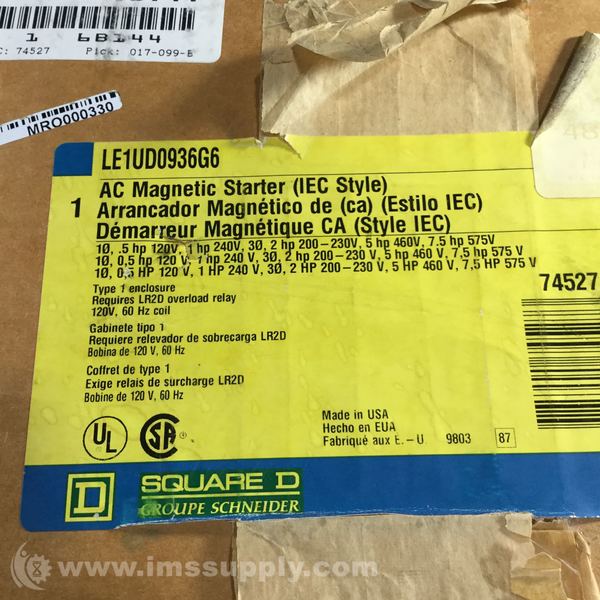 1 6B144
C: 74527 Pick: 017-099-E
MRO000330
LE1UD0936G6
1
AC Magnetic Starter (IEC Style)
Arrancador Magnético de (ca) (Estilo IEC)
Démarreur Magnétique CA (Style IEC)
1Ø, .5 hp 120V, 1 hp 240V, 3Ø, 2 hp 200-230V, 5 hp 460V, 7.5 hp 575V
1Ø, 0,5 hp 120 V, 1 hp 240 V, 3Ø, 2 hp 200–230 V, 5 hp 460 V, 7,5 hp 575 V
1Ø, 0,5 HP 120 V, 1 HP 240 V, 3Ø, 2 HP 200–230 V, 5 HP 460 V, 7,5 HP 575 V
Type 1 enclosure
Requires LR2D overload relay
120V, 60 Hz coil
Gabinete tipo 1
Requiere relevador de sobrecarga LR2D
Bobina de 120 V, 60 Hz
Coffret de type 1
Exige relais de surcharge LR2D
Bobine de 120 V, 60 Hz
74527
UL
SA
Made in USA
Hecho en EUA
Fabriqué aux E.-U 9803 87
D SQUARE D
GROUPE SCHNEIDER
www.imssupply.com